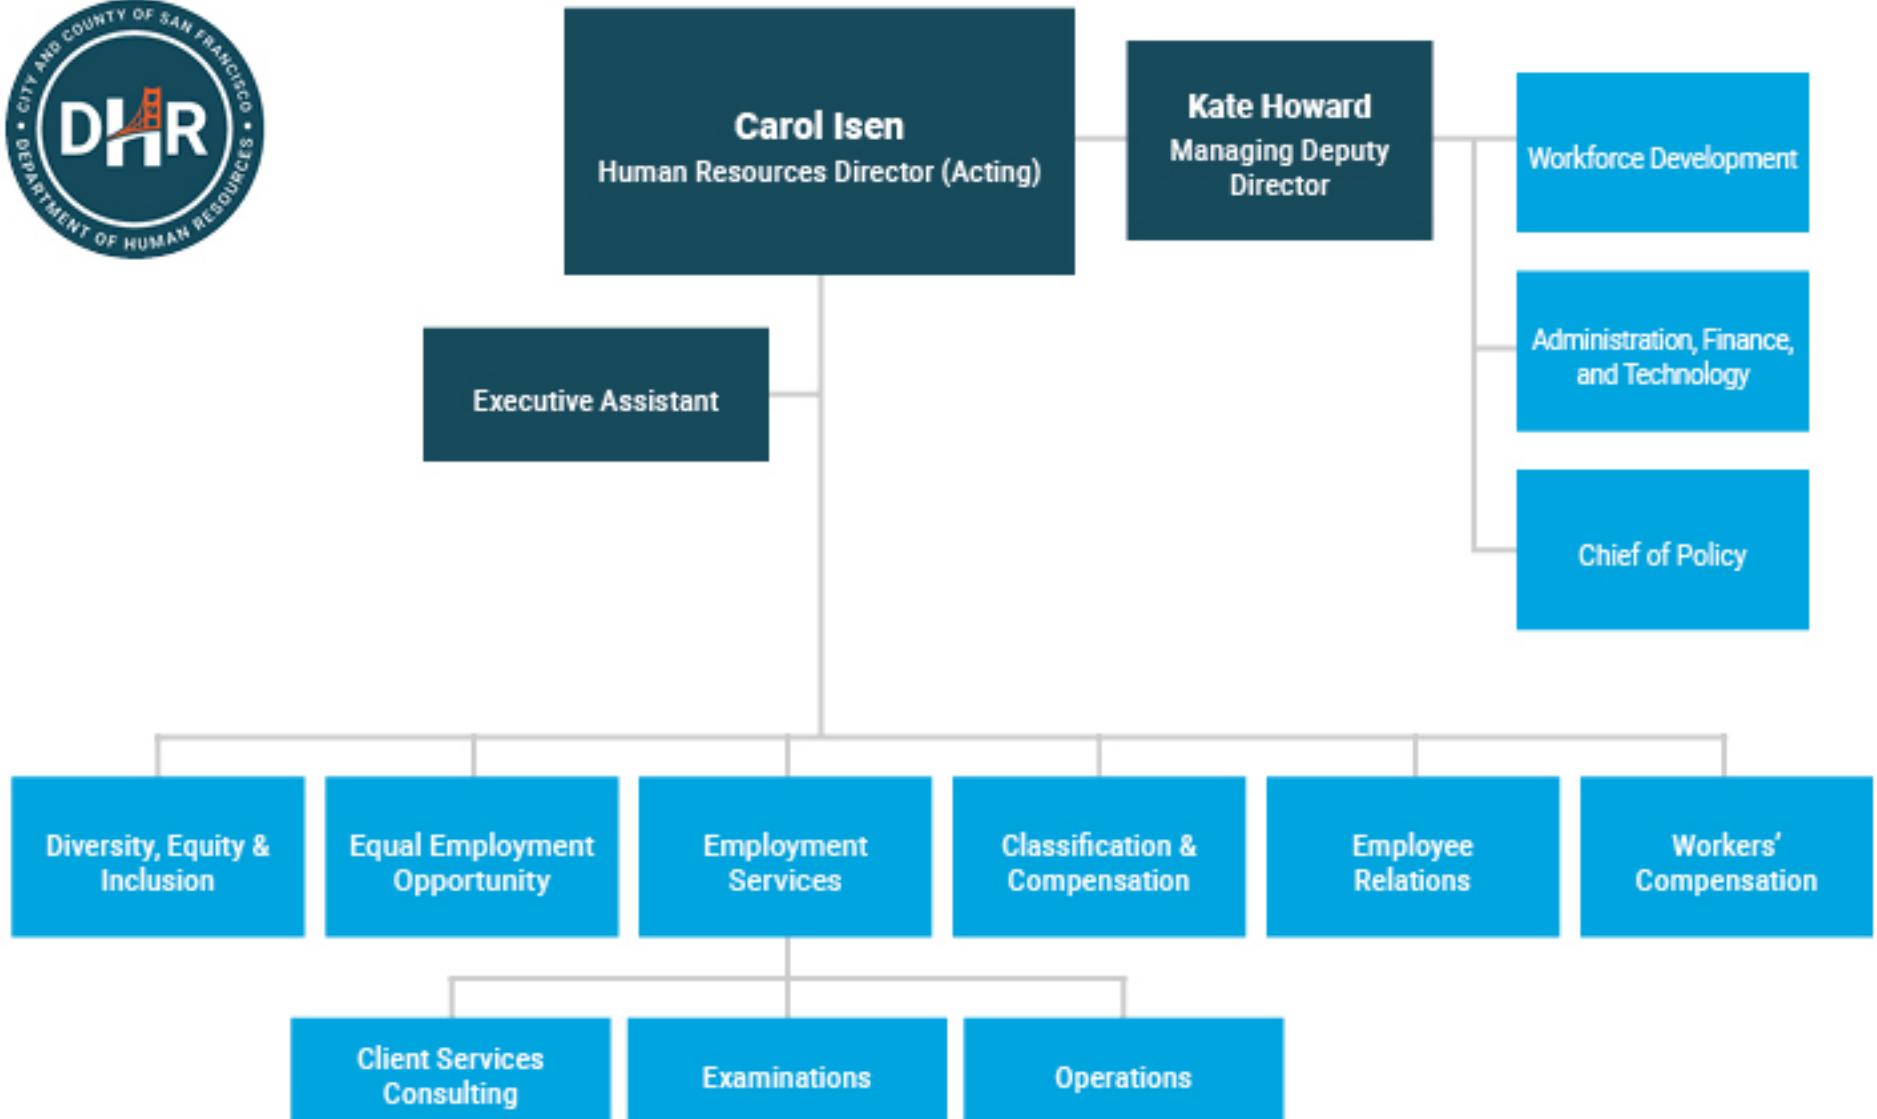 CITY AND COUNTY OF SAN FRANCISCO
DHR
DEPARTMENT OF HUMAN RESOURCES
Carol Isen
Human Resources Director (Acting)
Kate Howard
Managing Deputy
Director
Workforce Development
Administration, Finance,
and Technology
Chief of Policy
Executive Assistant
Diversity, Equity &
Inclusion
Equal Employment
Opportunity
Employment
Services
Classification &
Compensation
Employee
Relations
Workers’
Compensation
Client Services
Consulting
Examinations
Operations